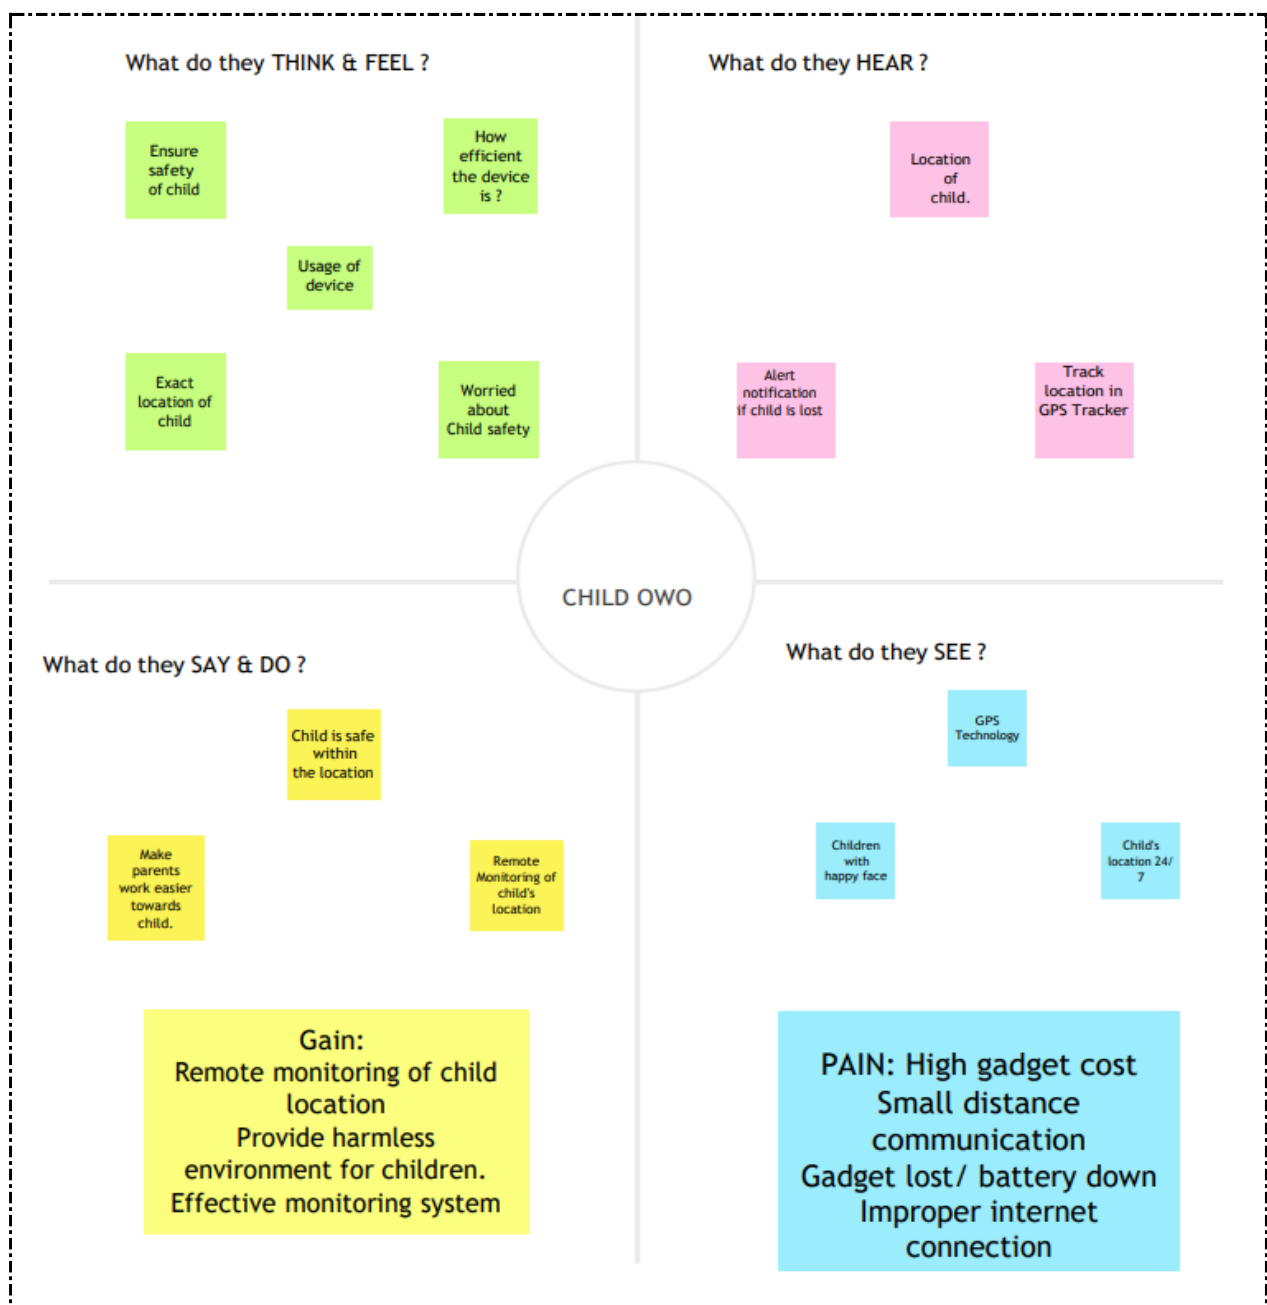 What do they THINK & FEEL ?
Ensure
safety
of child
How
efficient
the device
is ?
Usage of
device
Exact
location of
child
Worried
about
Child safety
What do they HEAR ?
Location
of
child.
Alert
notification
if child is lost
Track
location in
GPS Tracker
CHILD OWO
What do they SAY & DO ?
Child is safe
within
the location
Make
parents
work easier
towards
child.
Remote
Monitoring of
child's
location
Gain:
Remote monitoring of child
location
Provide harmless
environment for children.
Effective monitoring system
What do they SEE ?
GPS
Technology
Children
with
happy face
Child's
location 24/
7
PAIN: High gadget cost
Small distance
communication
Gadget lost/ battery down
Improper internet
connection